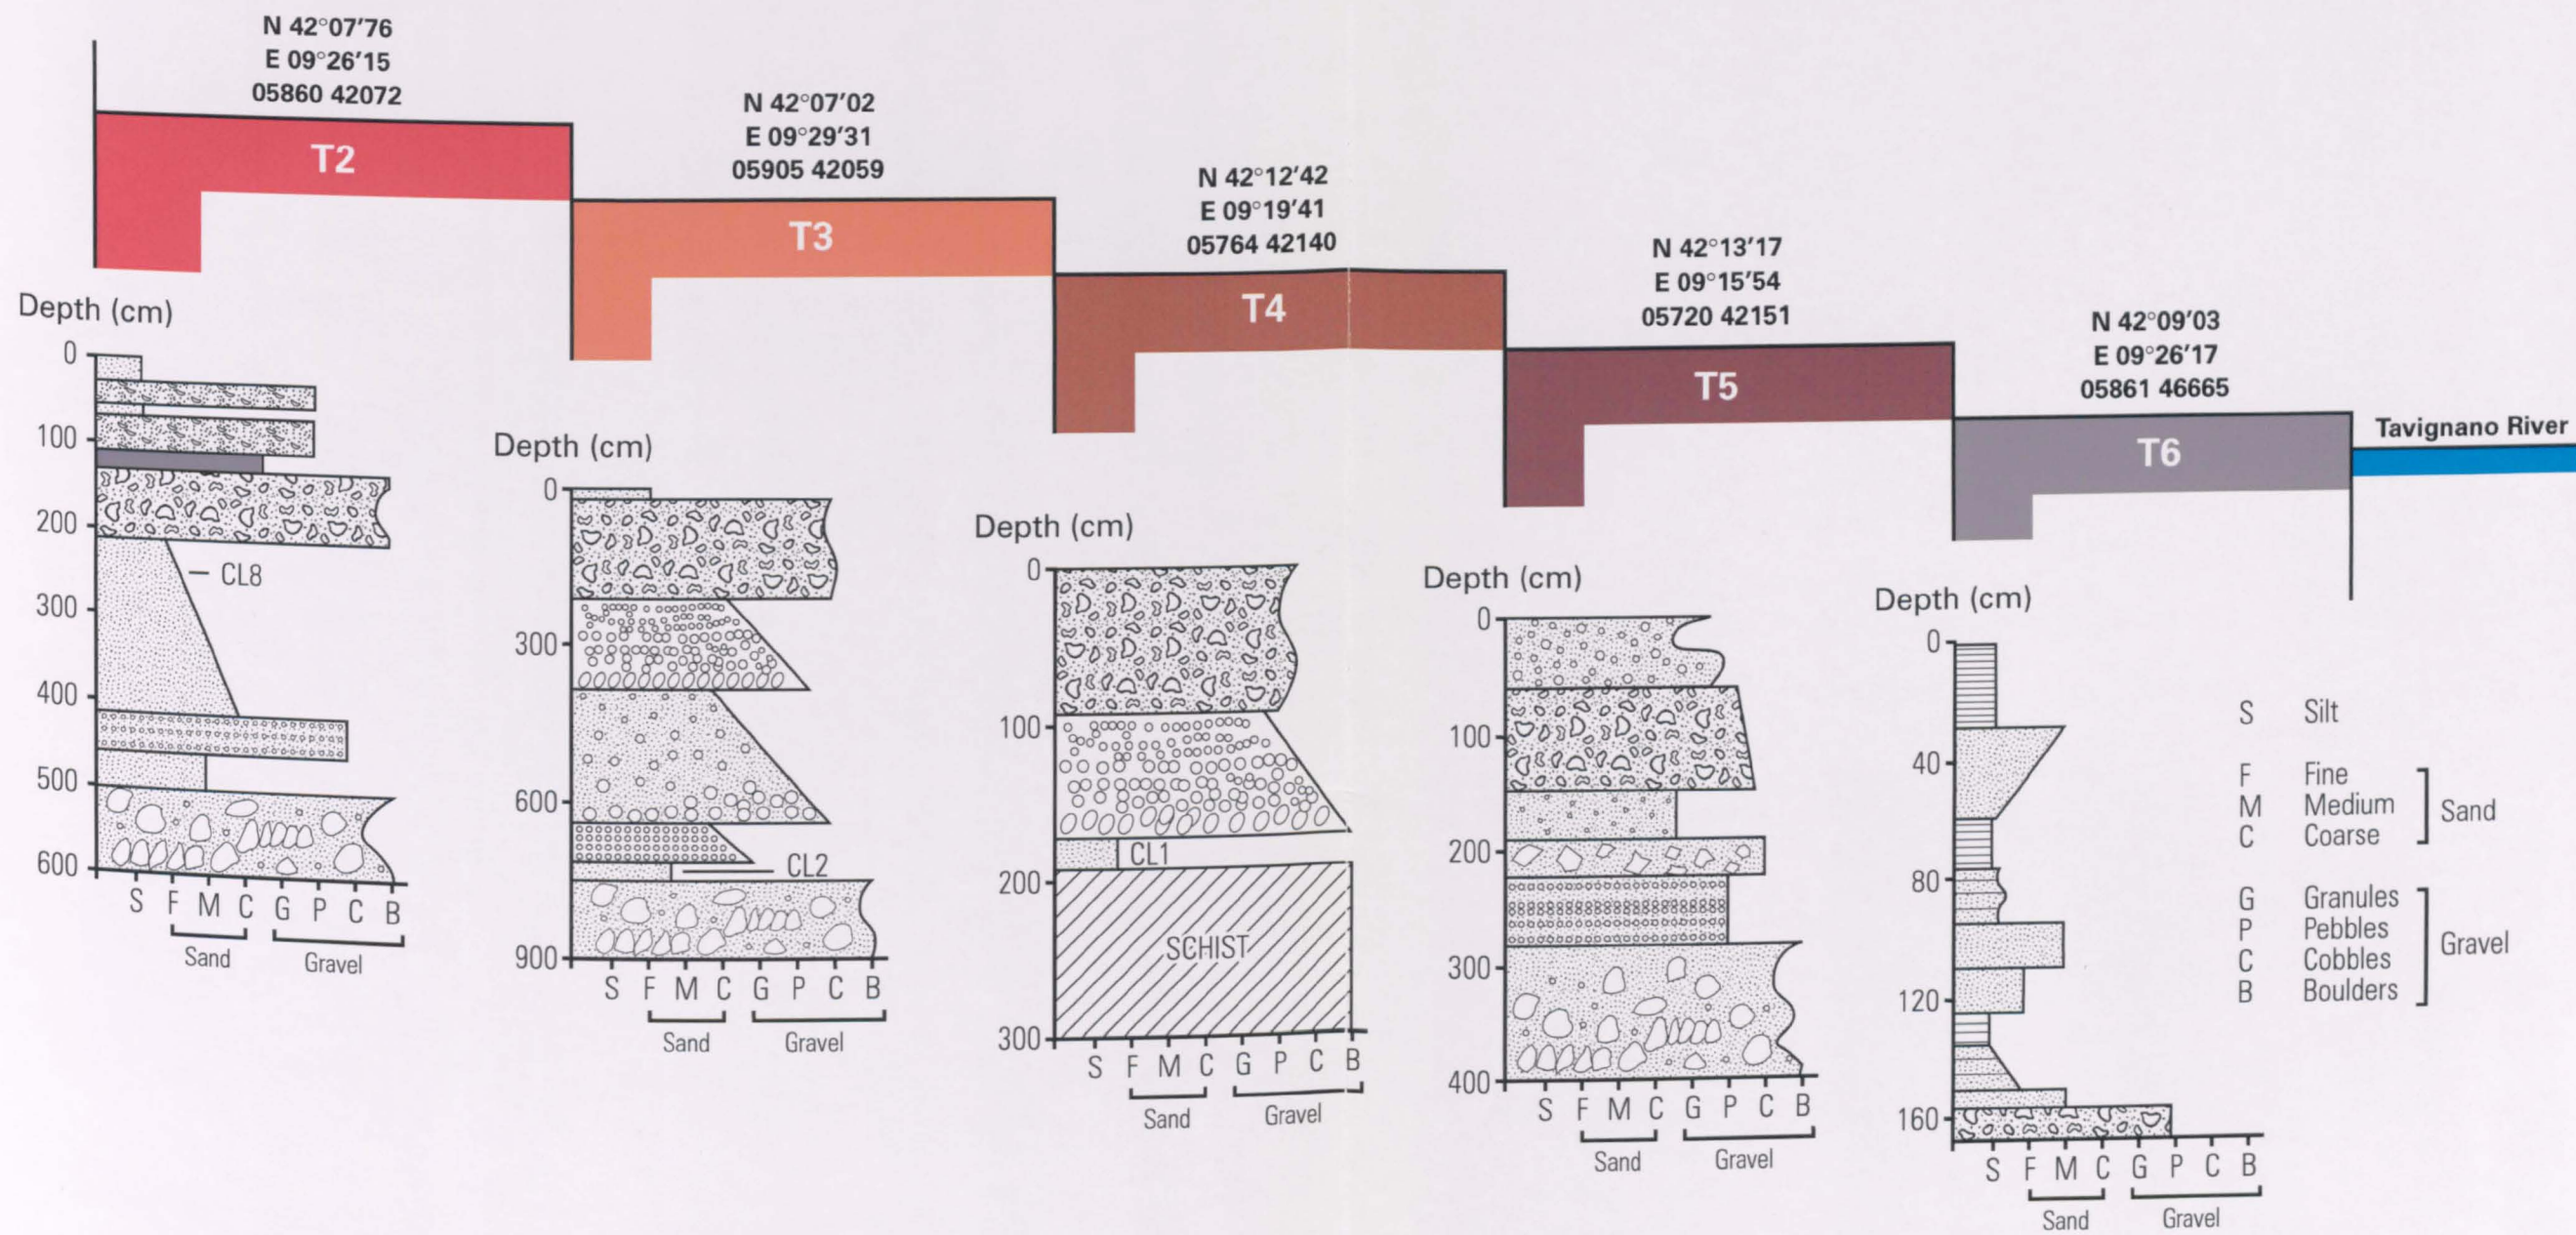 N 42°07'76
E 09°26'15
05860 42072
T2
N 42°07'02
E 09°29'31
05905 42059
T3
N 42°12'42
E 09°19'41
05764 42140
T4
N 42°13'17
E 09°15'54
05720 42151
T5
N 42°09'03
E 09°26'17
05861 46665
T6
Tavignano River
Depth (cm)
0
100
200
300
400
500
600
CL8
S F M C G P C B
Sand Gravel
Depth (cm)
0
300
600
900
CL2
S F M C G P C B
Sand Gravel
Depth (cm)
0
100
200
300
CL1
SCHIST
S F M C G P C B
Sand Gravel
Depth (cm)
0
100
200
300
400
S F M C G P C B
Sand Gravel
Depth (cm)
0
40
80
120
160
S F M C G P C B
Sand Gravel
S Silt
F Fine
M Medium
C Coarse
Sand
G Granules
P Pebbles
C Cobbles
B Boulders
Gravel